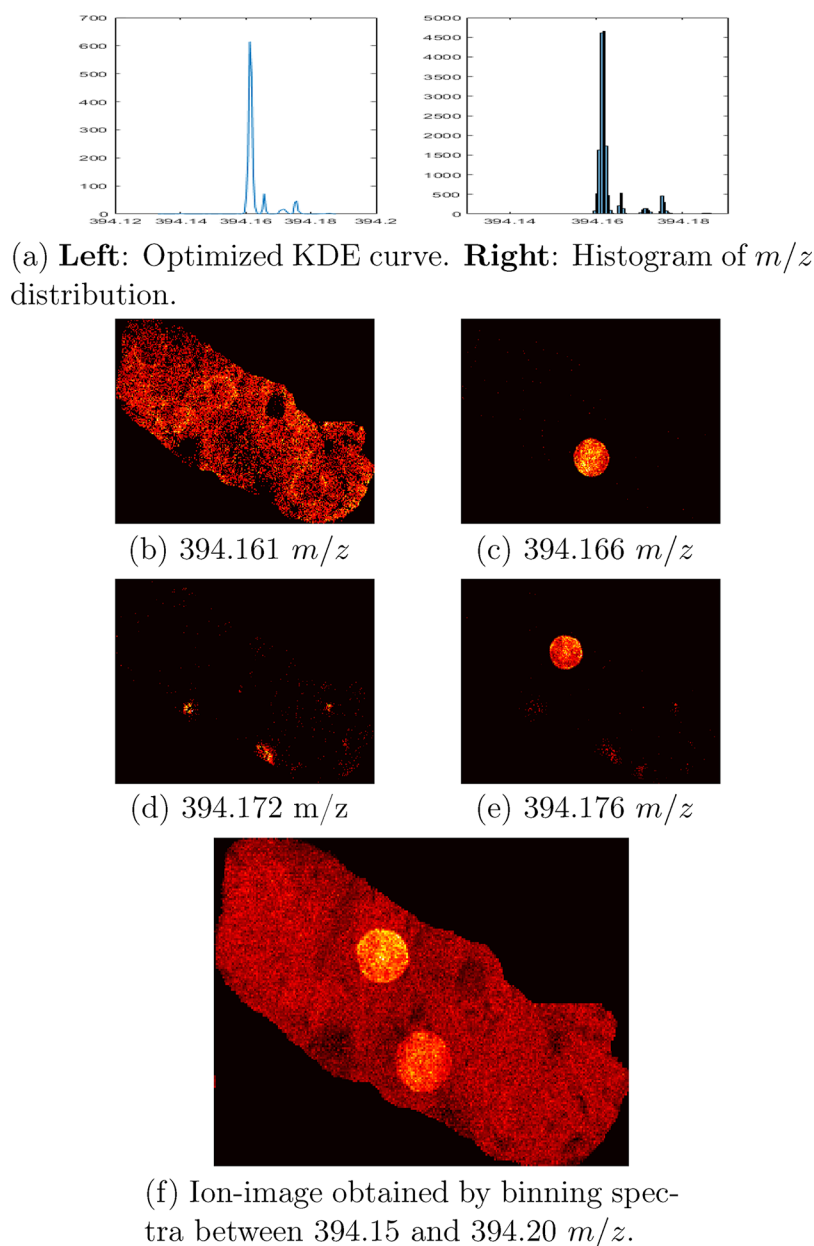 700
600
500
400
300
200
100
0
394.12 394.14 394.16 394.18 394.2
5000
4500
4000
3500
3000
2500
2000
1500
1000
500
0
394.14 394.16 394.18
(a) Left: Optimized KDE curve. Right: Histogram of m/z
distribution.
(b) 394.161 m/z
(c) 394.166 m/z
(d) 394.172 m/z
(e) 394.176 m/z
(f) Ion-image obtained by binning spec-
tra between 394.15 and 394.20 m/z.